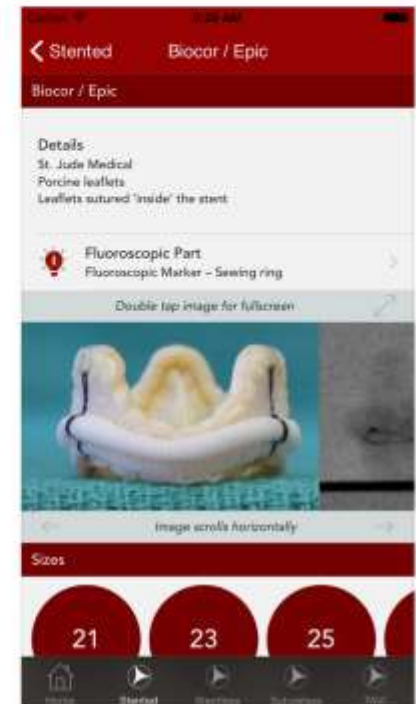 Stented
Biocor / Epic
Biocor / Epic
Details
St. Jude Medical
Porcine leaflets
Leaflets sutured 'inside' the stent
Fluoroscopic Part
Fluoroscopic Marker – Sewing ring
Double tap image for fullscreen
Image scrolls horizontally
Sizes
21
23
25
Home
Stented